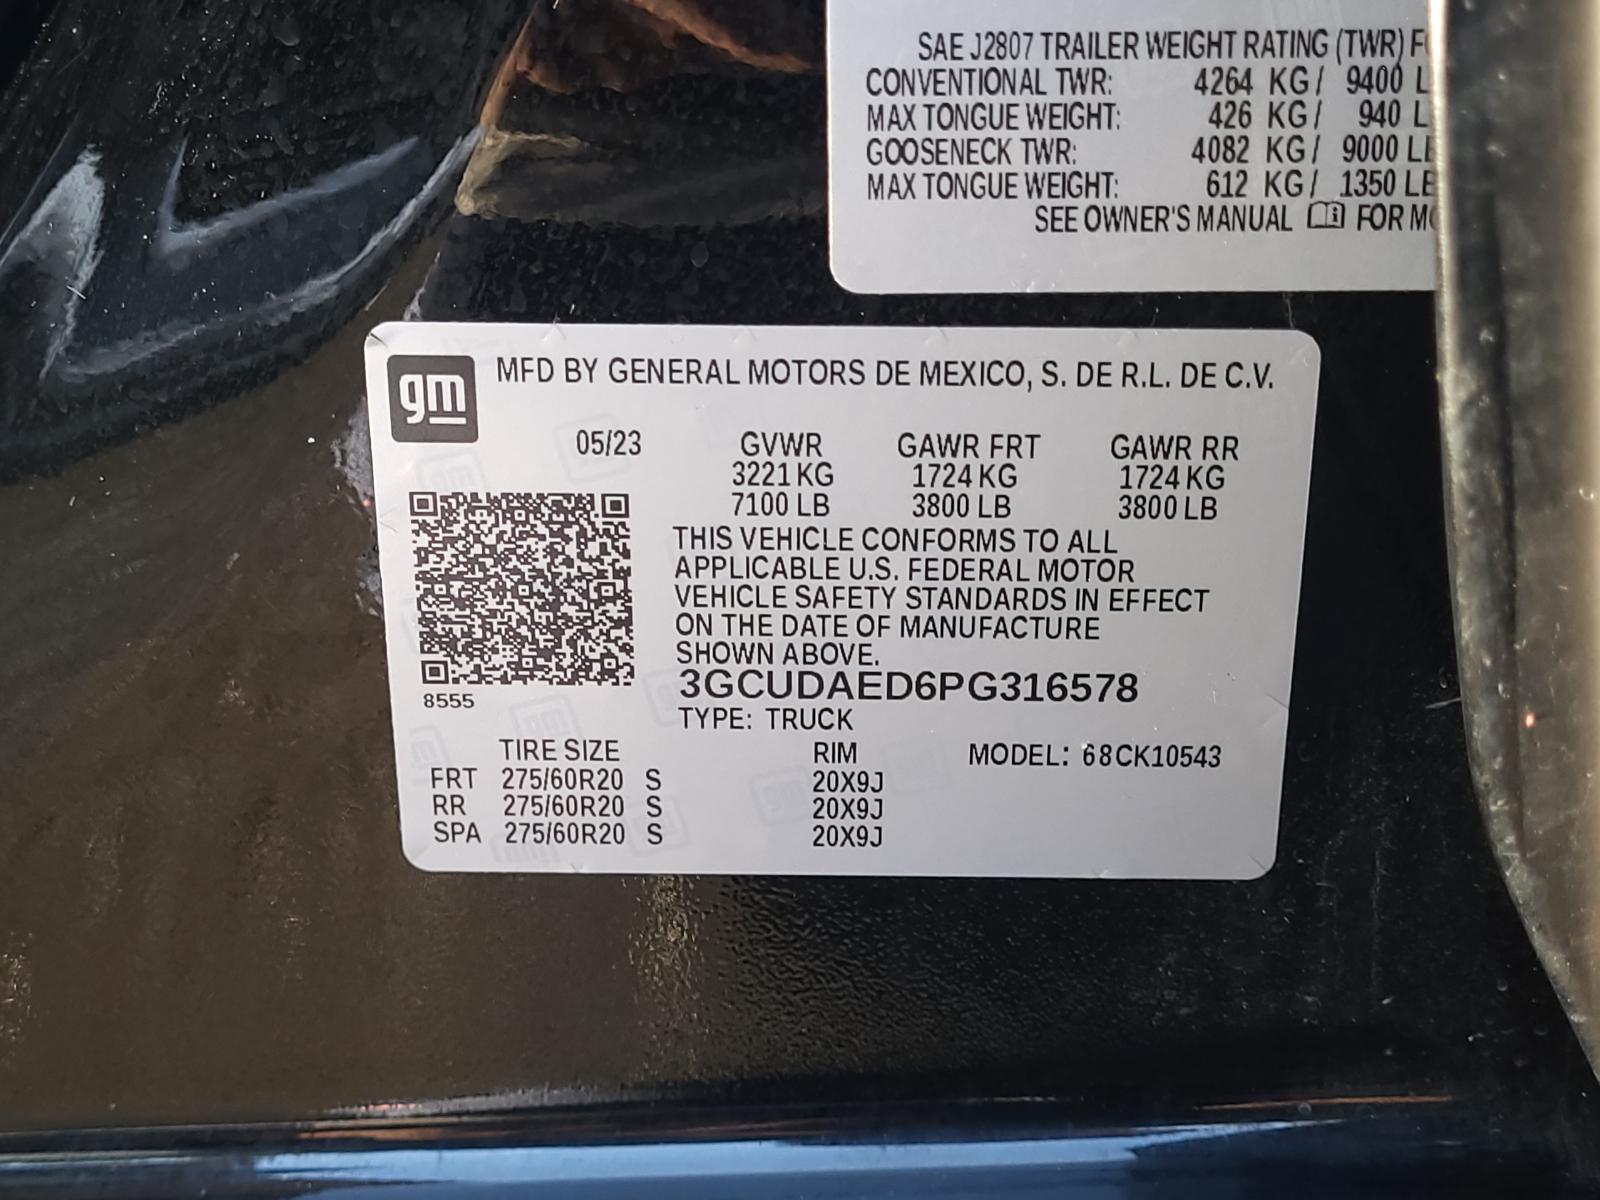 SAE J2807 TRAILER WEIGHT RATING (TWR)
CONVENTIONAL TWR: 4264 KG/ 9400
MAX TONGUE WEIGHT: 426 KG/ 940
GOOSENECK TWR: 4082 KG/ 9000
MAX TONGUE WEIGHT: 612 KG/ 1350
SEE OWNER'S MANUAL FOR
gm
MFD BY GENERAL MOTORS DE MEXICO, S. DE R.L. DE C.V.
05/23 GVWR GAWR FRT GAWR RR
3221 KG 1724 KG 1724 KG
7100 LB 3800 LB 3800 LB
THIS VEHICLE CONFORMS TO ALL
APPLICABLE U.S. FEDERAL MOTOR
VEHICLE SAFETY STANDARDS IN EFFECT
ON THE DATE OF MANUFACTURE
SHOWN ABOVE.
3GCUDAED6PG316578
8555
TYPE: TRUCK
TIRE SIZE RIM MODEL: 68CK10543
FRT 275/60R20 S 20X9J
RR 275/60R20 S 20X9J
SPA 275/60R20 S 20X9J